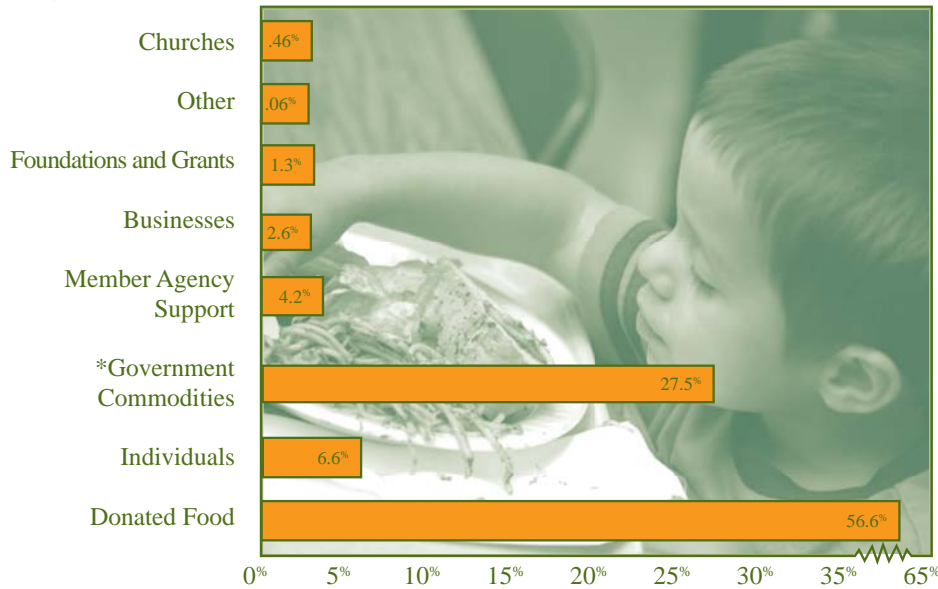 Churches .46%
Other .06%
Foundations and Grants 1.3%
Businesses 2.6%
Member Agency
Support 4.2%
*Government
Commodities 27.5%
Individuals 6.6%
Donated Food 56.6%
0% 5% 10% 15% 20% 25% 30% 35% 65%